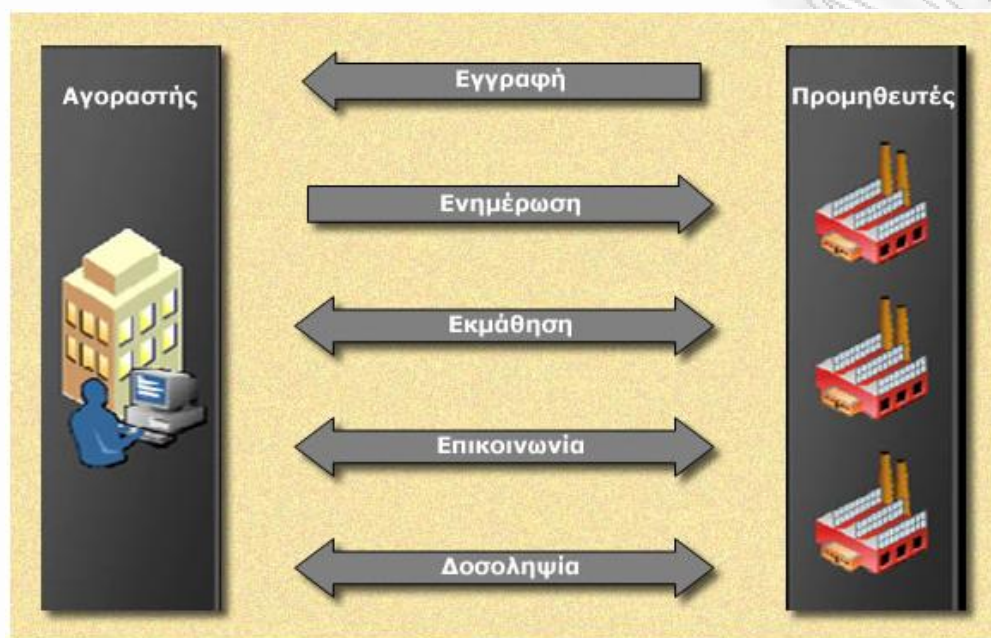 Αγοραστής
Εγγραφή
Προμηθευτές
Ενημέρωση
Εκμάθηση
Επικοινωνία
Δοσοληψία